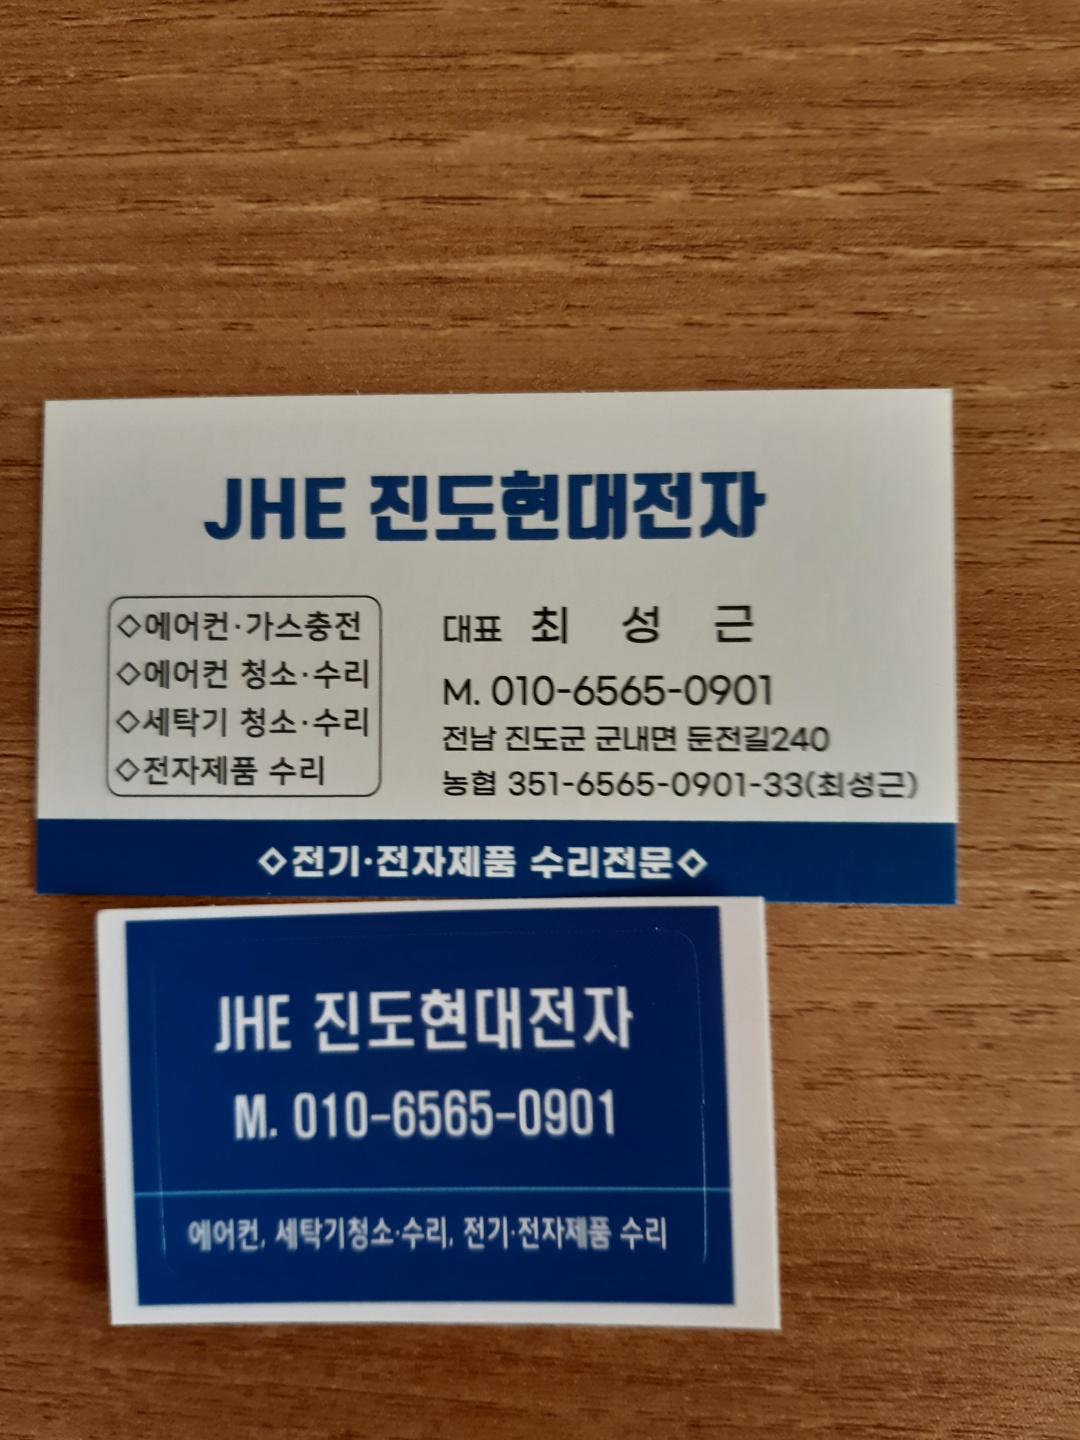 JHE 진도현대전자
◇에어컨·가스충전
◇에어컨 청소·수리
◇세탁기 청소·수리
◇전자제품 수리
대표 최 성 근
M. 010-6565-0901
전남 진도군 군내면 둔전길240
농협 351-6565-0901-33(최성근)
◇전기·전자제품 수리전문◇
JHE 진도현대전자
M. 010-6565-0901
에어컨, 세탁기청소·수리, 전기·전자제품 수리